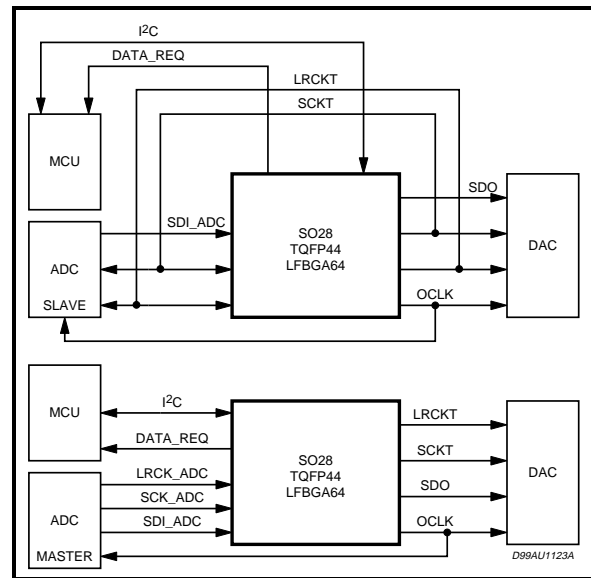 I²C
DATA_REQ
LRCKT
SCKT
MCU
SDO
SDI_ADC
SO28
TQFP44
LFBGA64
DAC
ADC
SLAVE
OCLK
MCU
I²C
LRCKT
DATA_REQ
SCKT
SO28
TQFP44
LFBGA64
DAC
LRCK_ADC
SCK_ADC
SDO
ADC
SDI_ADC
OCLK
MASTER
D99AU1123A